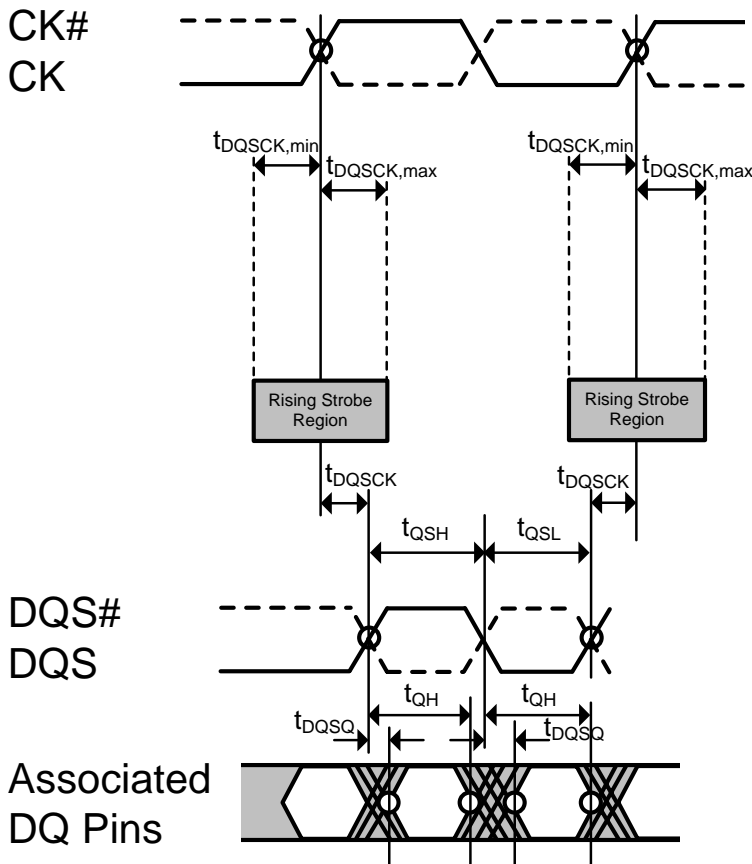 CK#
CK
tDQSCK,min
tDQSCK,max
tDQSCK,min
tDQSCK,max
Rising Strobe
Region
Rising Strobe
Region
tDQSCK
tDQSCK
tQSH
tQSL
DQS#
DQS
tQH
tQH
tDQSQ
tDQSQ
Associated
DQ Pins